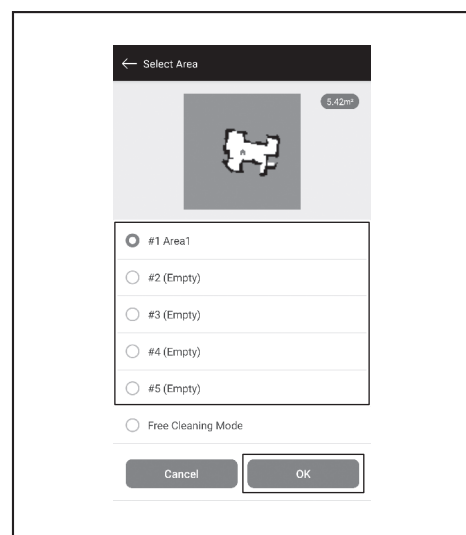 Select Area
5.42m²
#1 Area1
#2 (Empty)
#3 (Empty)
#4 (Empty)
#5 (Empty)
Free Cleaning Mode
Cancel
OK